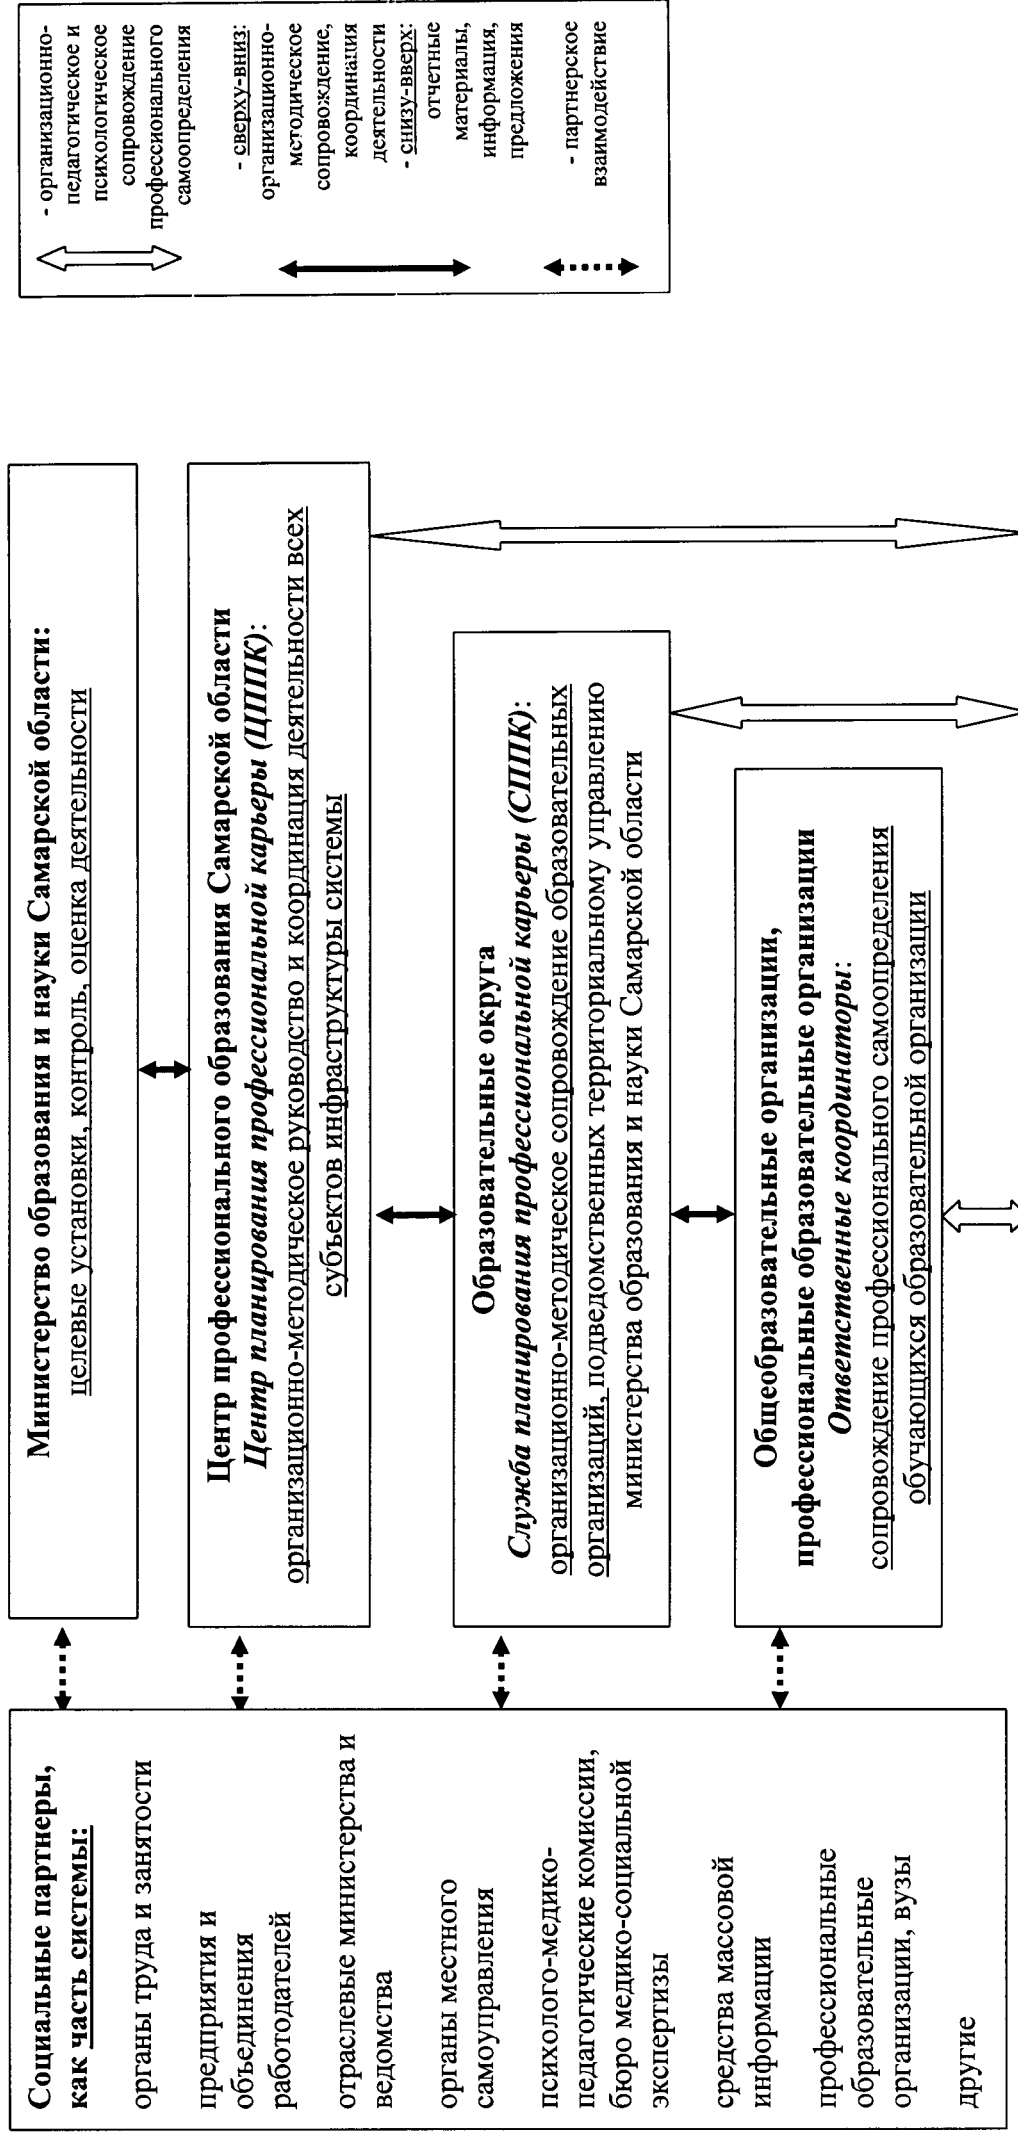 Социальные партнеры,
как часть системы:
органы труда и занятости
предприятия и
объединения
работодателей
отраслевые министерства и
ведомства
органы местного
самоуправления
психолого-медико-
педагогические комиссии,
бюро медико-социальной
экспертизы
средства массовой
информации
профессиональные
образовательные
организации, вузы
другие
Министерство образования и науки Самарской области:
целевые установки, контроль, оценка деятельности
Центр профессионального образования Самарской области
Центр планирования профессиональной карьеры (ЦППК):
организационно-методическое руководство и координация деятельности всех
субъектов инфраструктуры системы
Образовательные округа
Служба планирования профессиональной карьеры (СППК):
организационно-методическое сопровождение образовательных
организаций, подведомственных территориальному управлению
министерства образования и науки Самарской области
Общеобразовательные организации,
профессиональные образовательные организации
Ответственные координаторы:
сопровождение профессионального самоопределения
обучающихся образовательной организации
- организационно-
педагогическое и
психологическое
сопровождение
профессионального
самоопределения
- сверху-вниз:
организационно-
методическое
сопровождение,
координация
деятельности
- снизу-вверх:
отчетные
материалы,
информация,
предложения
- партнерское
взаимодействие